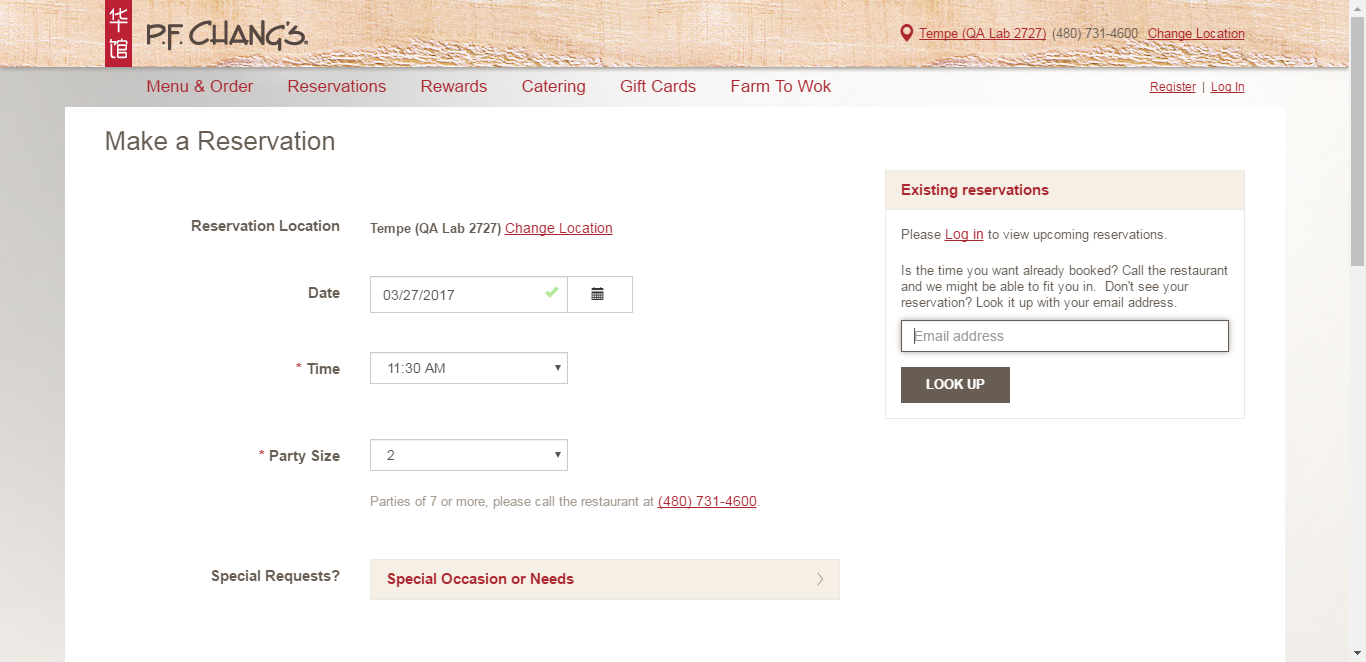 华馆
P.F. CHANG'S.
Tempe (QA Lab 2727) (480) 731-4600 Change Location
Menu & Order Reservations Rewards Catering Gift Cards Farm To Wok
Register | Log In
Make a Reservation
Reservation Location Tempe (QA Lab 2727) Change Location
Date 03/27/2017
* Time 11:30 AM
* Party Size 2
Parties of 7 or more, please call the restaurant at (480) 731-4600.
Special Requests? Special Occasion or Needs
Existing reservations
Please Log in to view upcoming reservations.
Is the time you want already booked? Call the restaurant
and we might be able to fit you in. Don't see your
reservation? Look it up with your email address.
Email address
LOOK UP